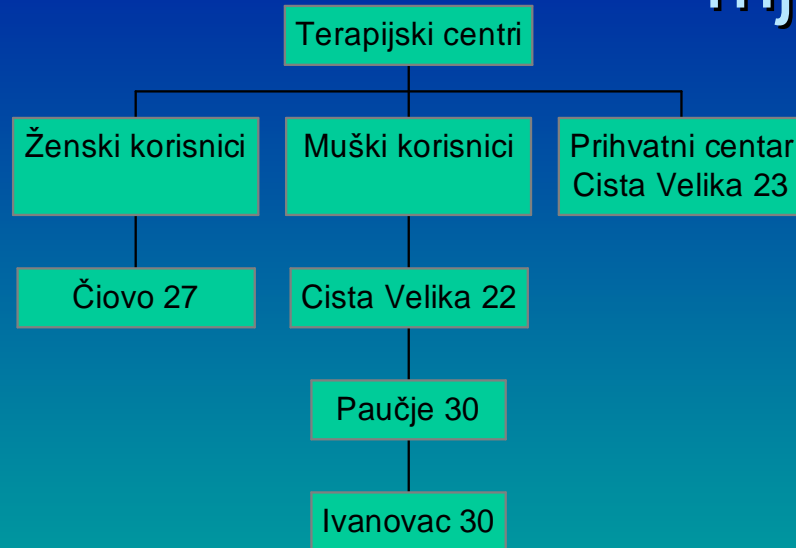 Terapijski centri
Ženski korisnici
Muški korisnici
Prihvatni centar
Cista Velika 23
Čiovo 27
Cista Velika 22
Paučje 30
Ivanovac 30